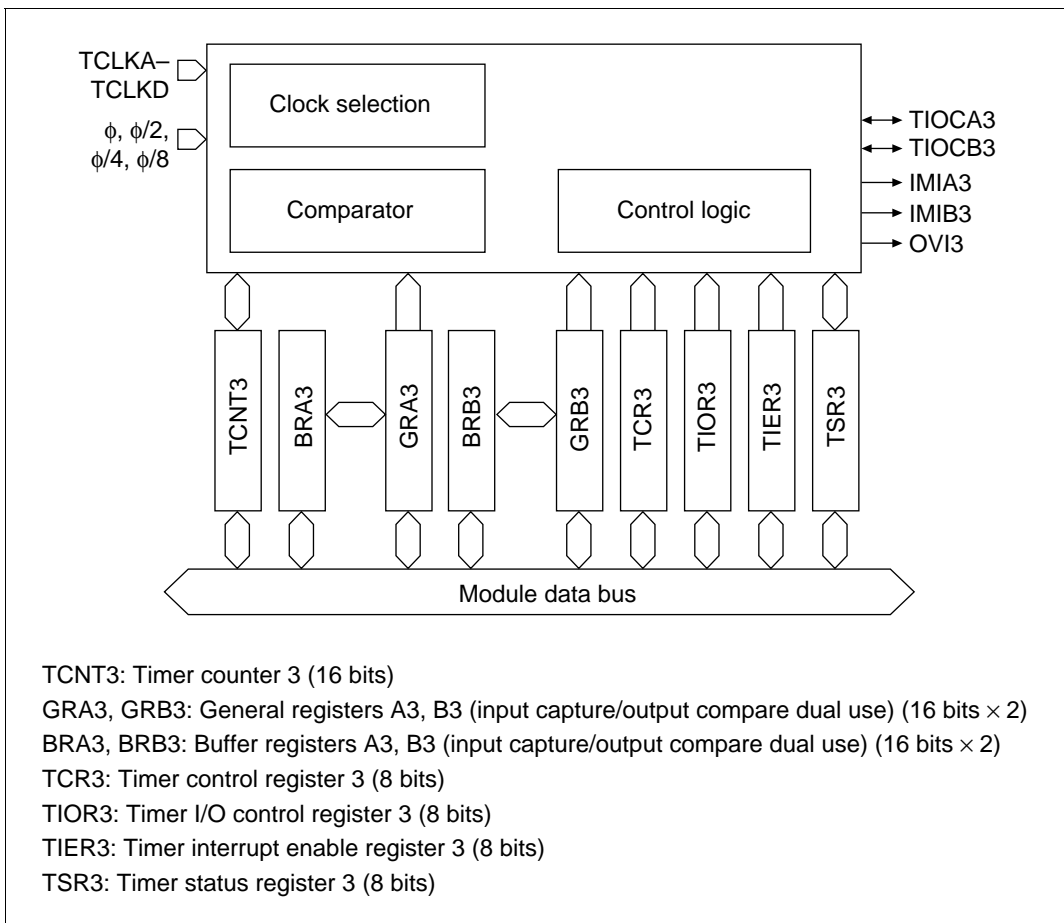 TCLKA–
TCLKD
ϕ, ϕ/2,
ϕ/4, ϕ/8
Clock selection
Comparator
Control logic
TIOCA3
TIOCB3
IMIA3
IMIB3
OVI3
TCNT3
BRA3
GRA3
BRB3
GRB3
TCR3
TIOR3
TIER3
TSR3
Module data bus
TCNT3: Timer counter 3 (16 bits)
GRA3, GRB3: General registers A3, B3 (input capture/output compare dual use) (16 bits × 2)
BRA3, BRB3: Buffer registers A3, B3 (input capture/output compare dual use) (16 bits × 2)
TCR3: Timer control register 3 (8 bits)
TIOR3: Timer I/O control register 3 (8 bits)
TIER3: Timer interrupt enable register 3 (8 bits)
TSR3: Timer status register 3 (8 bits)